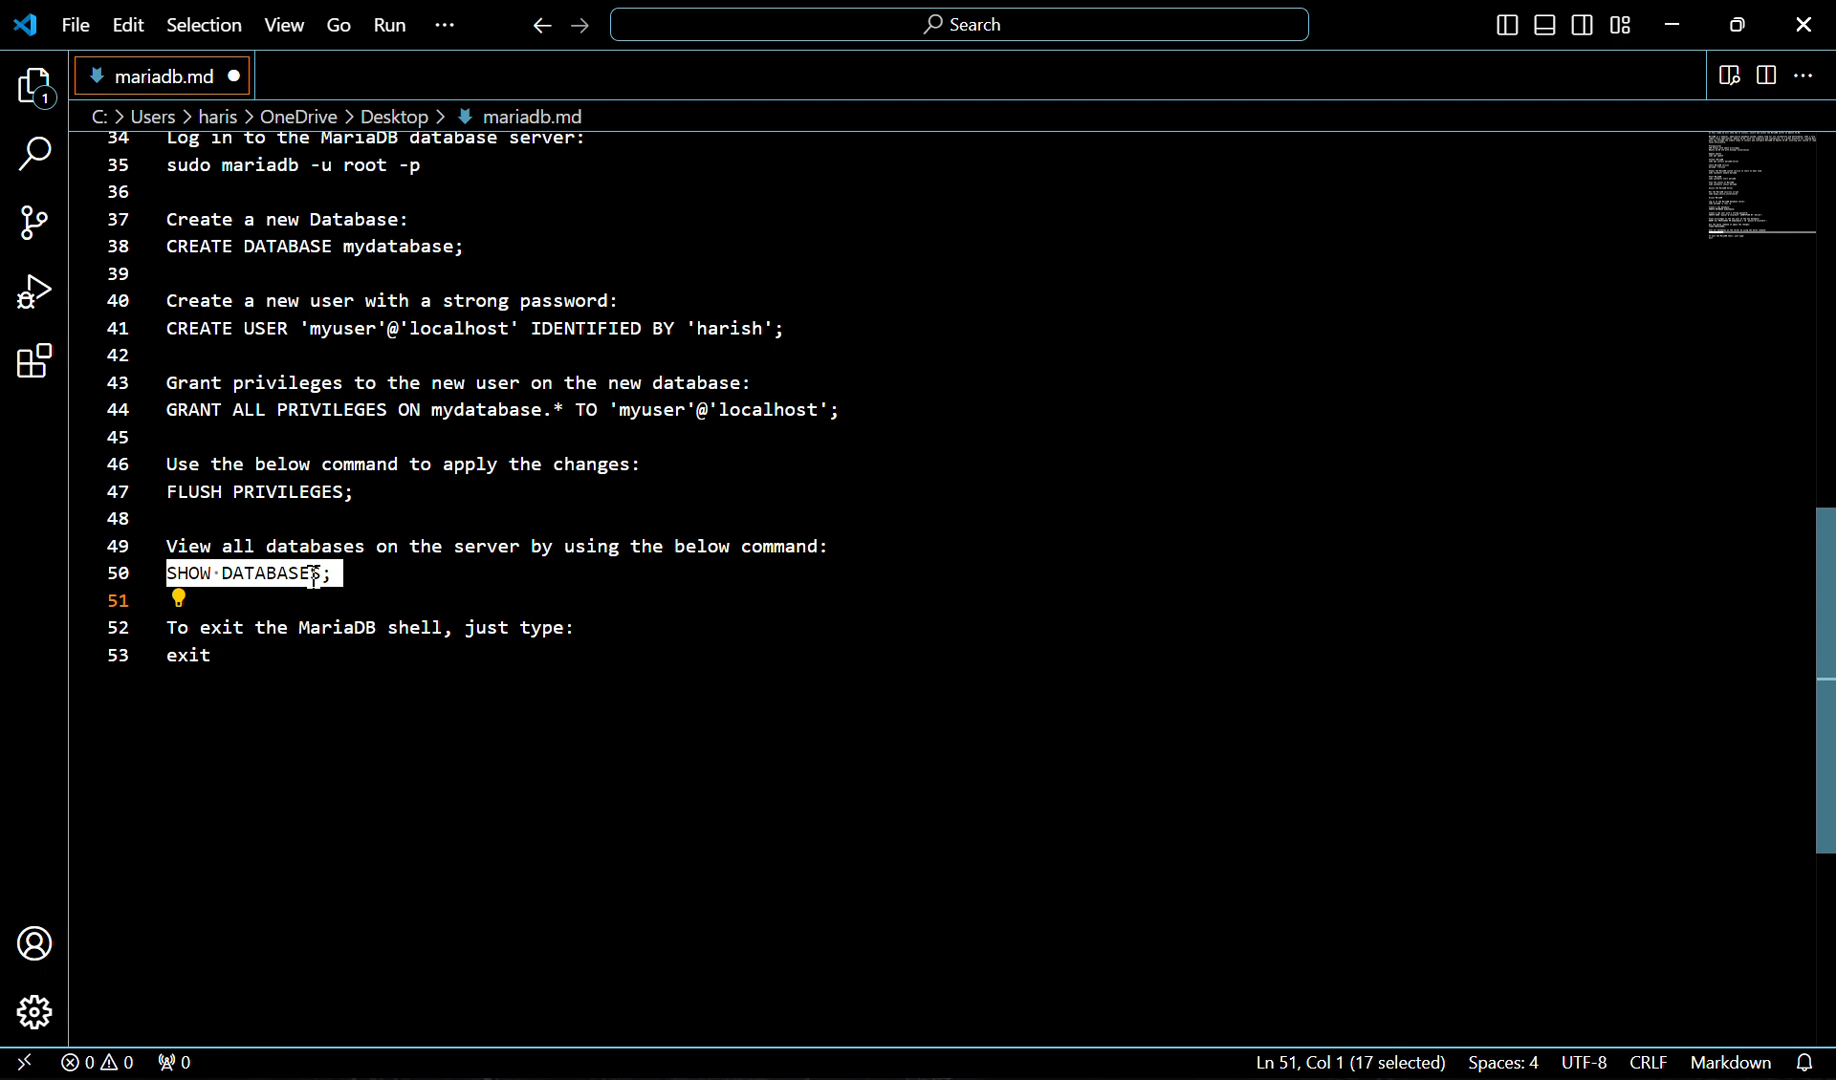 File Edit Selection View Go Run ··· Search
mariadb.md
C: > Users > haris > OneDrive > Desktop > mariadb.md
1
34 Log in to the MariaDB database server:
35 sudo mariadb -u root -p
36
37 Create a new Database:
38 CREATE DATABASE mydatabase;
39
40 Create a new user with a strong password:
41 CREATE USER 'myuser'@'localhost' IDENTIFIED BY 'harish';
42
43 Grant privileges to the new user on the new database:
44 GRANT ALL PRIVILEGES ON mydatabase.* TO 'myuser'@'localhost';
45
46 Use the below command to apply the changes:
47 FLUSH PRIVILEGES;
48
49 View all databases on the server by using the below command:
50 SHOW·DATABASES;
51
52 To exit the MariaDB shell, just type:
53 exit
0 0 0 Ln 51, Col 1 (17 selected) Spaces: 4 UTF-8 CRLF Markdown